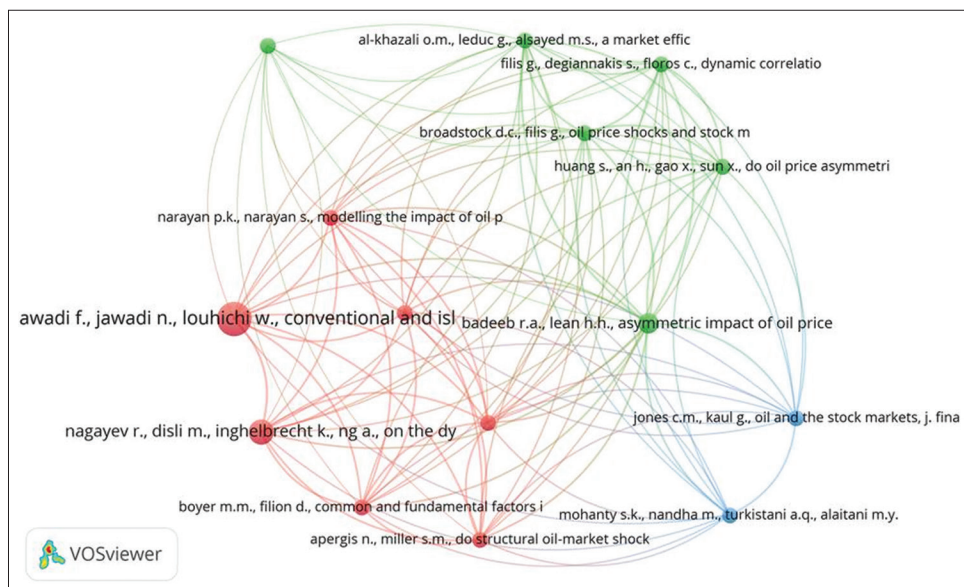 al-khazali o.m., leduc g., alsayed m.s., a market effic
filis g., degiannakis s., floros c., dynamic correlatio
broadstock d.c., filis g., oil price shocks and stock m
huang s., an h., gao x., sun x., do oil price asymmetri
narayan p.k., narayan s., modelling the impact of oil p
awadi f., jawadi n., louhichi w., conventional and isl
badeeb r.a., lean h.h., asymmetric impact of oil price
jones c.m., kaul g., oil and the stock markets, j. fina
nagayev r., disli m., inghelbrecht k., ng a., on the dy
boyer m.m., filion d., common and fundamental factors i
mohanty s.k., nandha m., turkistani a.q., alaitani m.y.
apergis n., miller s.m., do structural oil-market shock
VOSviewer